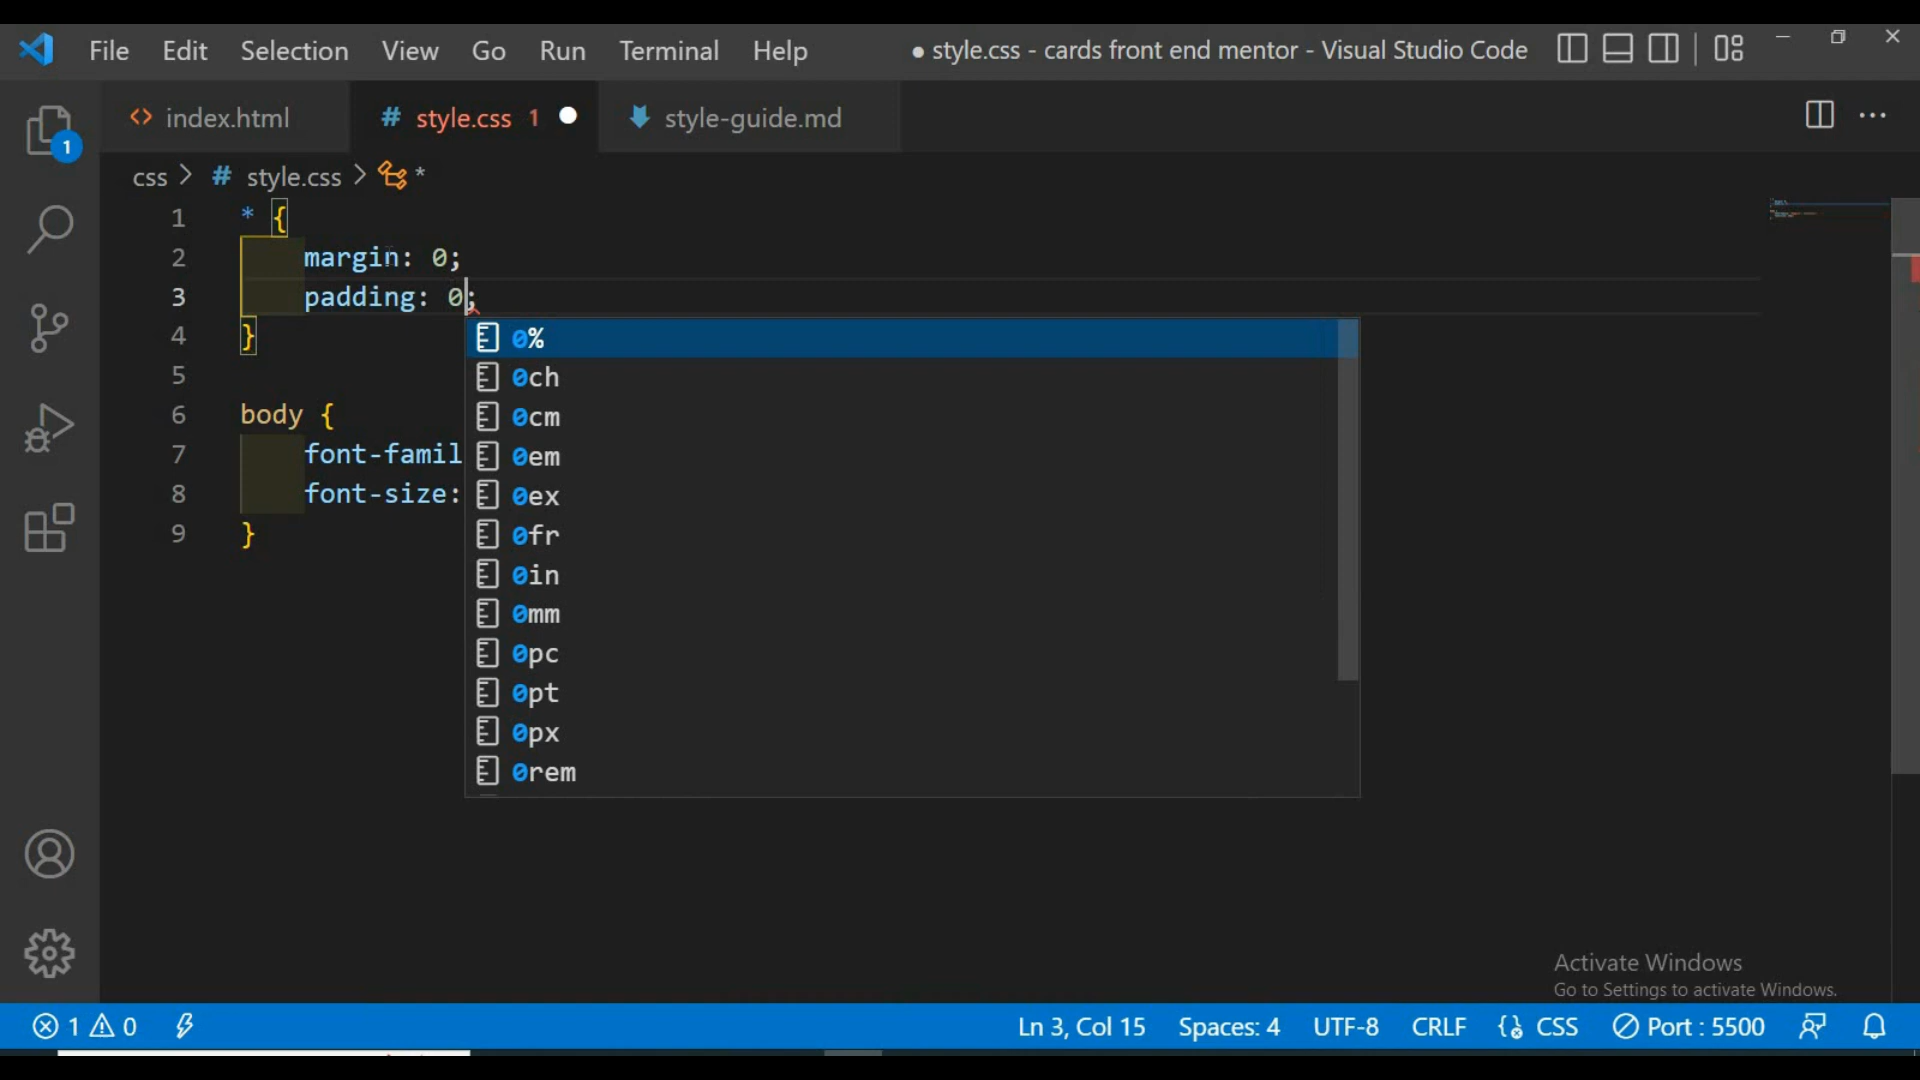 File Edit Selection View Go Run Terminal Help ● style.css - cards front end mentor - Visual Studio Code
index.html # style.css 1 style-guide.md
1
css > # style.css > *
1 * {
2 margin: 0;
3 padding: 0;
4 }
5
6 body {
7 font-famil
8 font-size:
9 }
0%
0ch
0cm
0em
0ex
0fr
0in
0mm
0pc
0pt
0px
0rem
Activate Windows
Go to Settings to activate Windows.
1 0 Ln 3, Col 15 Spaces: 4 UTF-8 CRLF CSS Port : 5500